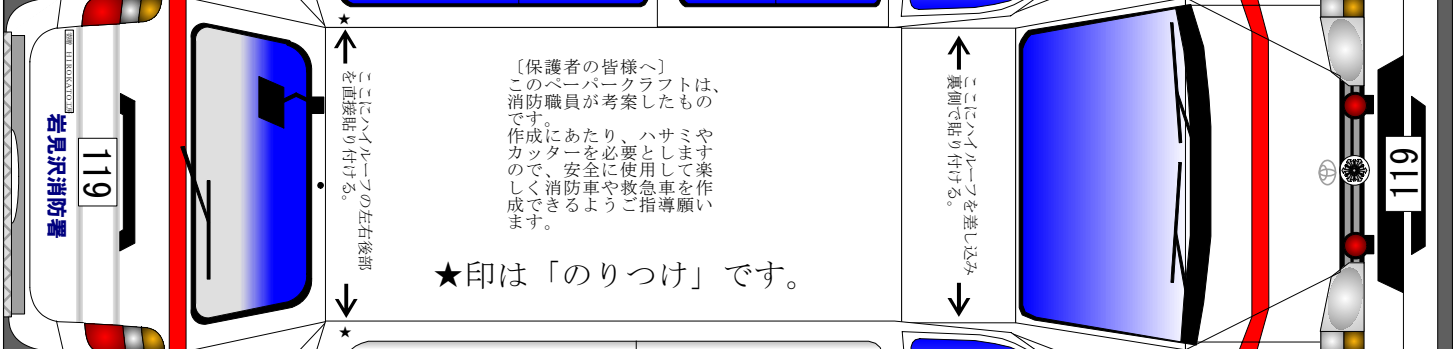 〔保護者の皆様へ〕
このペーパークラフトは、
消防職員が考案したもの
です。
作成にあたり、ハサミや
カッターを必要とします
ので、安全に使用して楽
しく消防車や救急車を作
成できるようご指導願い
ます。
★印は「のりつけ」です。
★
ここにハイルーフの左右後部
を直接貼り付ける。
★
ここにハイルーフを差し込み
裏側で貼り付ける。
岩見沢消防署
119
119